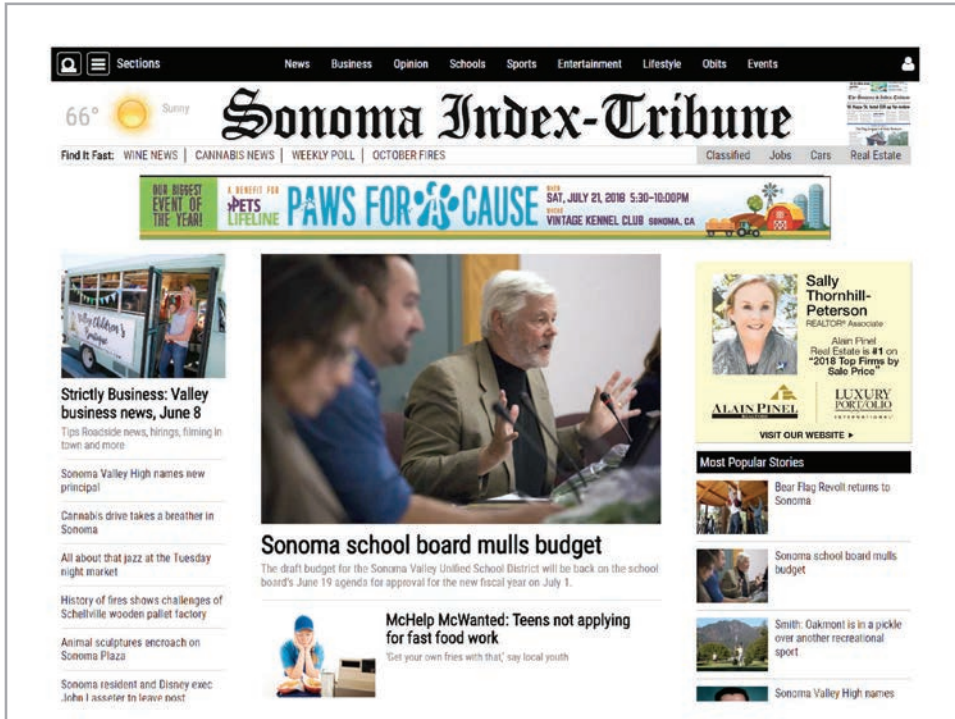 Sections
News Business Opinion Schools Sports Entertainment Lifestyle Obits Events
66°
Sunny
Sonoma Index-Tribune
Find It Fast: WINE NEWS | CANNABIS NEWS | WEEKLY POLL | OCTOBER FIRES
Classified Jobs Cars Real Estate
OUR BIGGEST
EVENT OF
THE YEAR!
A BENEFIT FOR
PETS
LIFELINE
PAWS FOR A CAUSE
WHEN
SAT, JULY 21, 2018 5:30-10:00PM
WHERE
VINTAGE KENNEL CLUB SONOMA, CA
Valley Children's
Boutique
Strictly Business: Valley
business news, June 8
Tips Roadside news, hirings, filming in
town and more
Sonoma Valley High names new
principal
Cannabis drive takes a breather in
Sonoma
All about that jazz at the Tuesday
night market
History of fires shows challenges of
Schellville wooden pallet factory
Animal sculptures encroach on
Sonoma Plaza
Sonoma resident and Disney exec
John Lasseter to leave post
Sonoma school board mulls budget
The draft budget for the Sonoma Valley Unified School District will be back on the school
board's June 19 agenda for approval for the new fiscal year on July 1.
McHelp McWanted: Teens not applying
for fast food work
'Get your own fries with that,' say local youth
Sally
Thornhill-
Peterson
REALTOR® Associate
Alain Pinel
Real Estate is #1 on
"2018 Top Firms by
Sale Price"
ALAIN PINEL
REALTORS
LUXURY
PORTFOLIO
INTERNATIONAL
VISIT OUR WEBSITE ►
Most Popular Stories
Bear Flag Revolt returns to
Sonoma
Sonoma school board mulls
budget
Smith: Oakmont is in a pickle
over another recreational
sport
Sonoma Valley High names